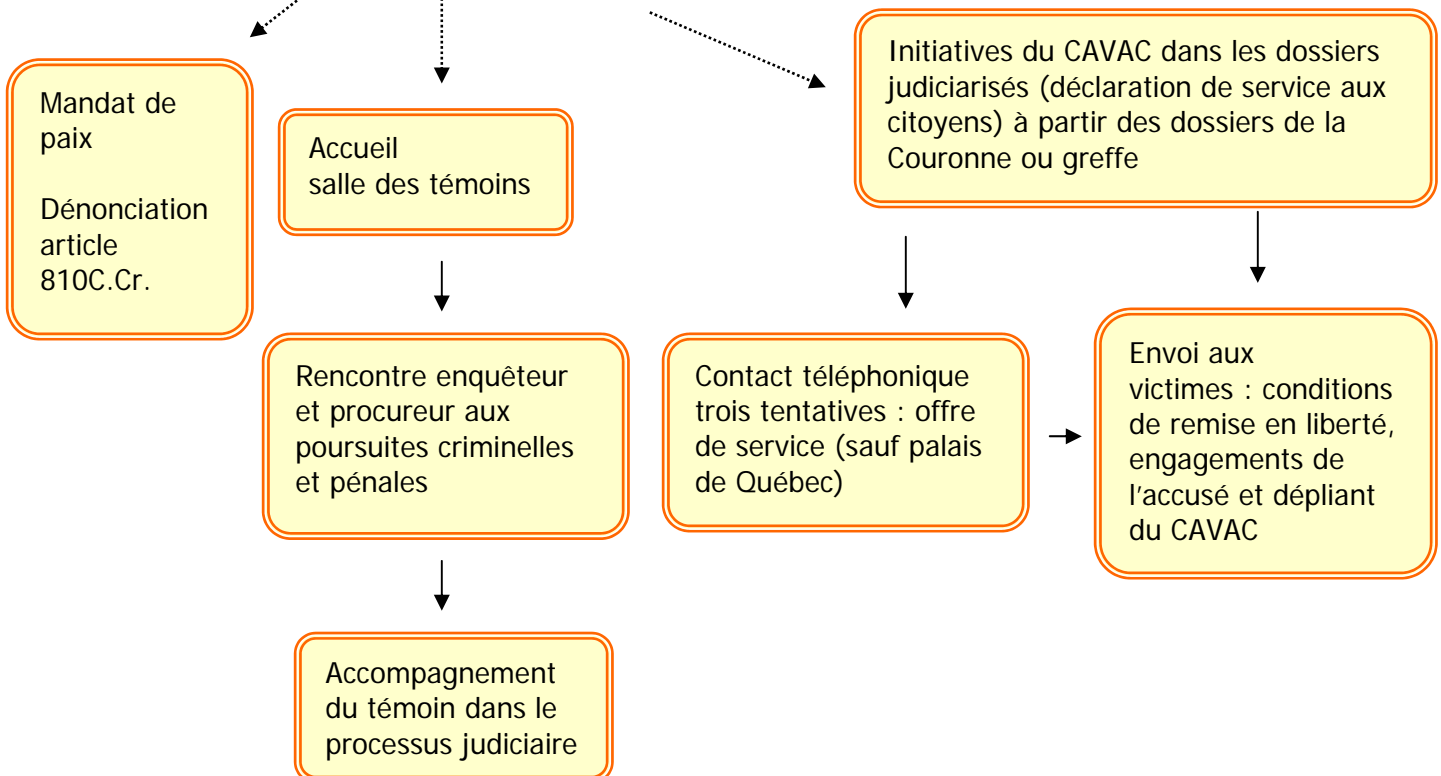 Mandat de
paix
Dénonciation
article
810C.Cr.
Accueil
salle des témoins
Initiatives du CAVAC dans les dossiers
judiciarisés (déclaration de service aux
citoyens) à partir des dossiers de la
Couronne ou greffe
Rencontre enquêteur
et procureur aux
poursuites criminelles
et pénales
Contact téléphonique
trois tentatives : offre
de service (sauf palais
de Québec)
Envoi aux
victimes : conditions
de remise en liberté,
engagements de
l’accusé et dépliant
du CAVAC
Accompagnement
du témoin dans le
processus judiciaire